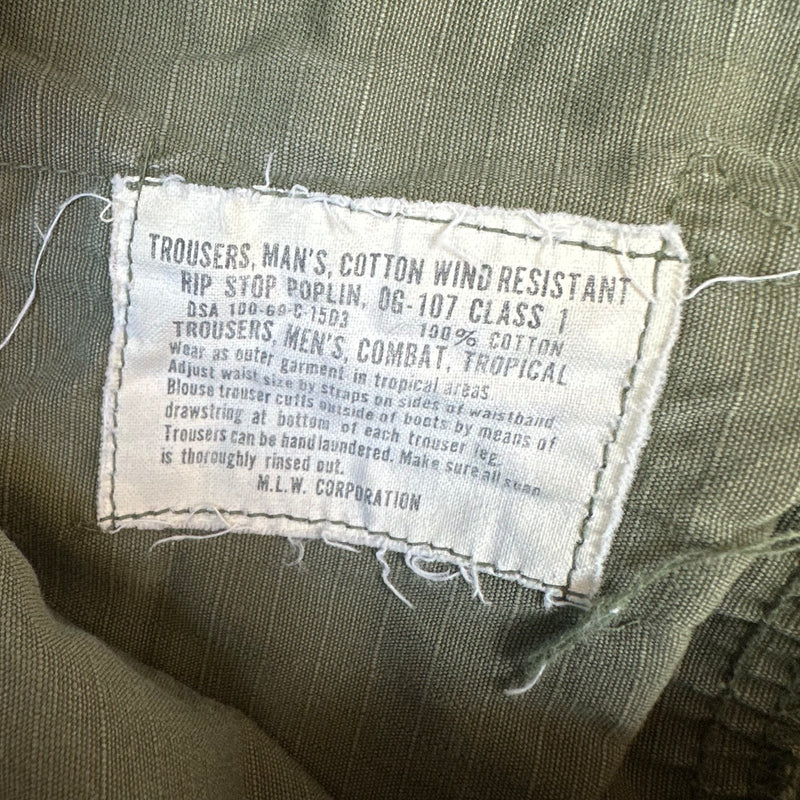 TROUSERS, MAN'S, COTTON WIND RESISTANT
RIP STOP POPLIN, OG-107 CLASS 1
DSA 100-69-C-1503 100% COTTON
TROUSERS, MEN'S, COMBAT, TROPICAL
Wear as outer garment in tropical areas.
Adjust waist size by straps on sides of waistband
Blouse trouser cuffs outside of boots by means of
drawstring at bottom of each trouser leg.
Trousers can be hand laundered. Make sure all soap
is thoroughly rinsed out.
M.L.W. CORPORATION